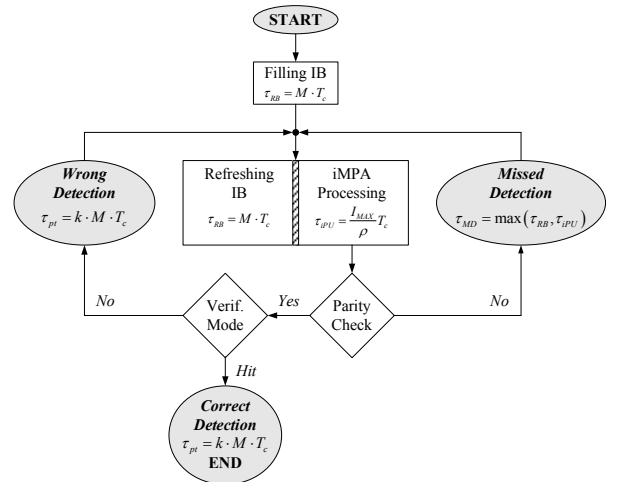 START
Filling IB
τ_RB = M · T_c
Wrong
Detection
τ_pt = k · M · T_c
Refreshing
IB
τ_RB = M · T_c
iMPA
Processing
τ_iPU = I_MAX / ρ T_c
Missed
Detection
τ_MD = max(τ_RB, τ_iPU)
No
Verif.
Mode
Yes
Parity
Check
No
Hit
Correct
Detection
τ_pt = k · M · T_c
END